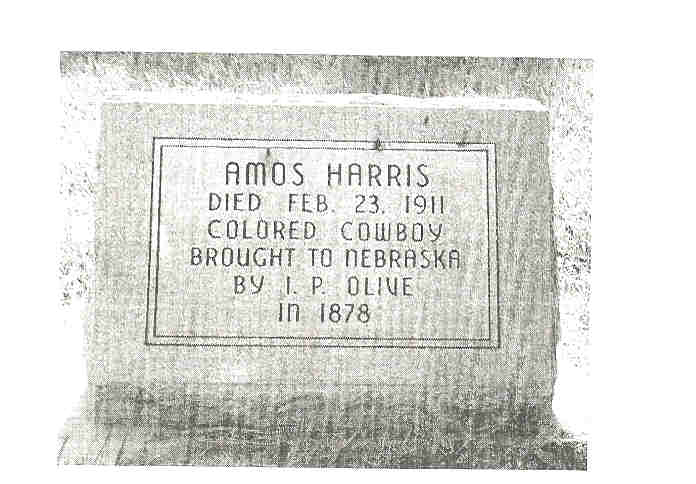 AMOS HARRIS
DIED FEB. 23. 1911
COLORED COWBOY
BROUGHT TO NEBRASKA
BY I. P. OLIVE
IN 1878